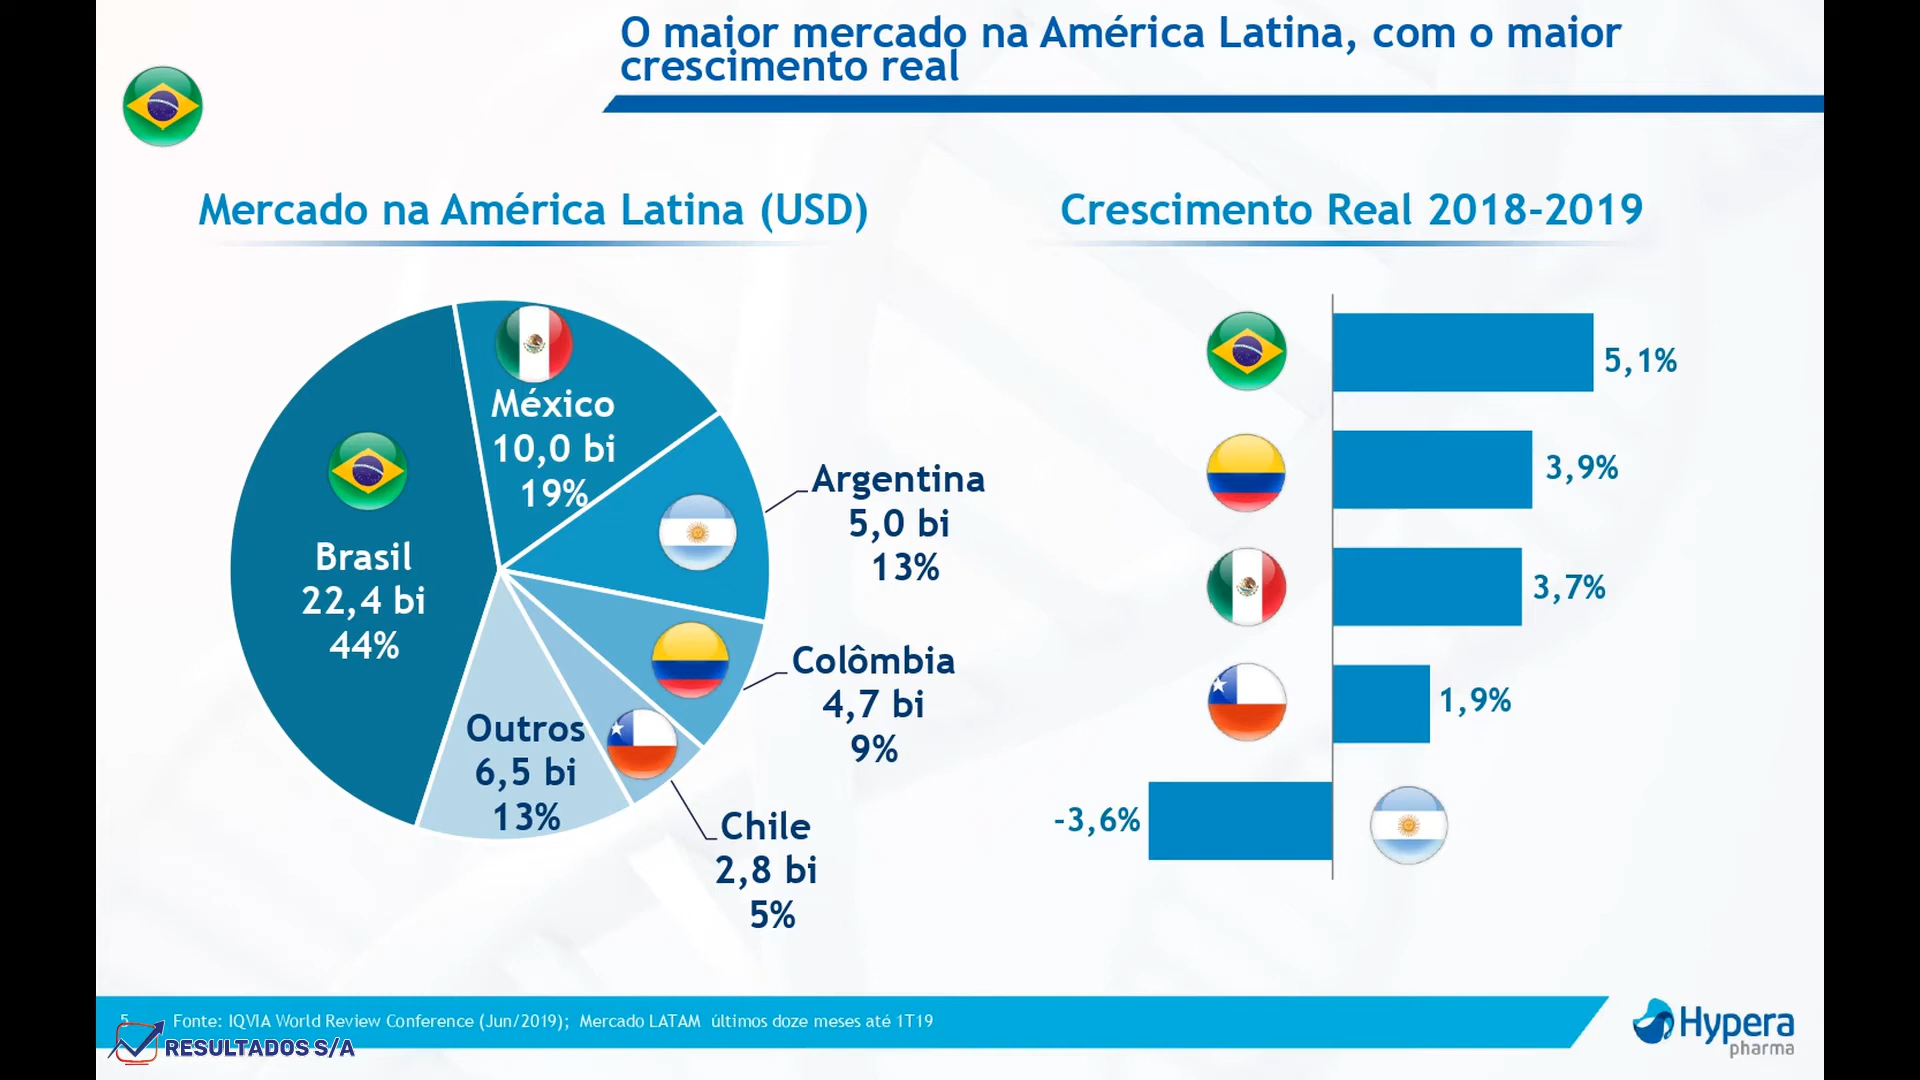 O maior mercado na América Latina, com o maior
crescimento real
Mercado na América Latina (USD)
México
10,0 bi
19%
Brasil
22,4 bi
44%
Argentina
5,0 bi
13%
Colômbia
4,7 bi
9%
Outros
6,5 bi
13%
Chile
2,8 bi
5%
Crescimento Real 2018-2019
5,1%
3,9%
3,7%
1,9%
-3,6%
5
Fonte: IQVIA World Review Conference (Jun/2019); Mercado LATAM últimos doze meses até 1T19
RESULTADOS S/A
Hypera
pharma